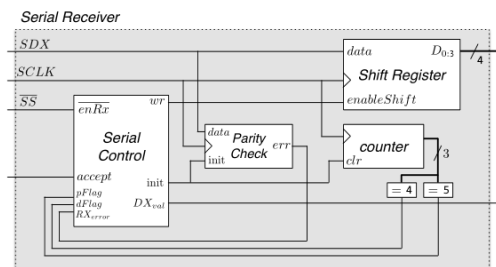 Serial Receiver
SDX
SCLK
SS
enRx
Serial
Control
wr
accept
init
pFlag
dFlag
RXerror
DXval
data
Parity
Check
err
init
data
D0:3
Shift Register
enableShift
4
counter
clr
3
= 4
= 5